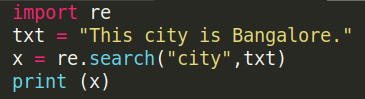 import re
txt = "This city is Bangalore."
x = re.search("city",txt)
print (x)